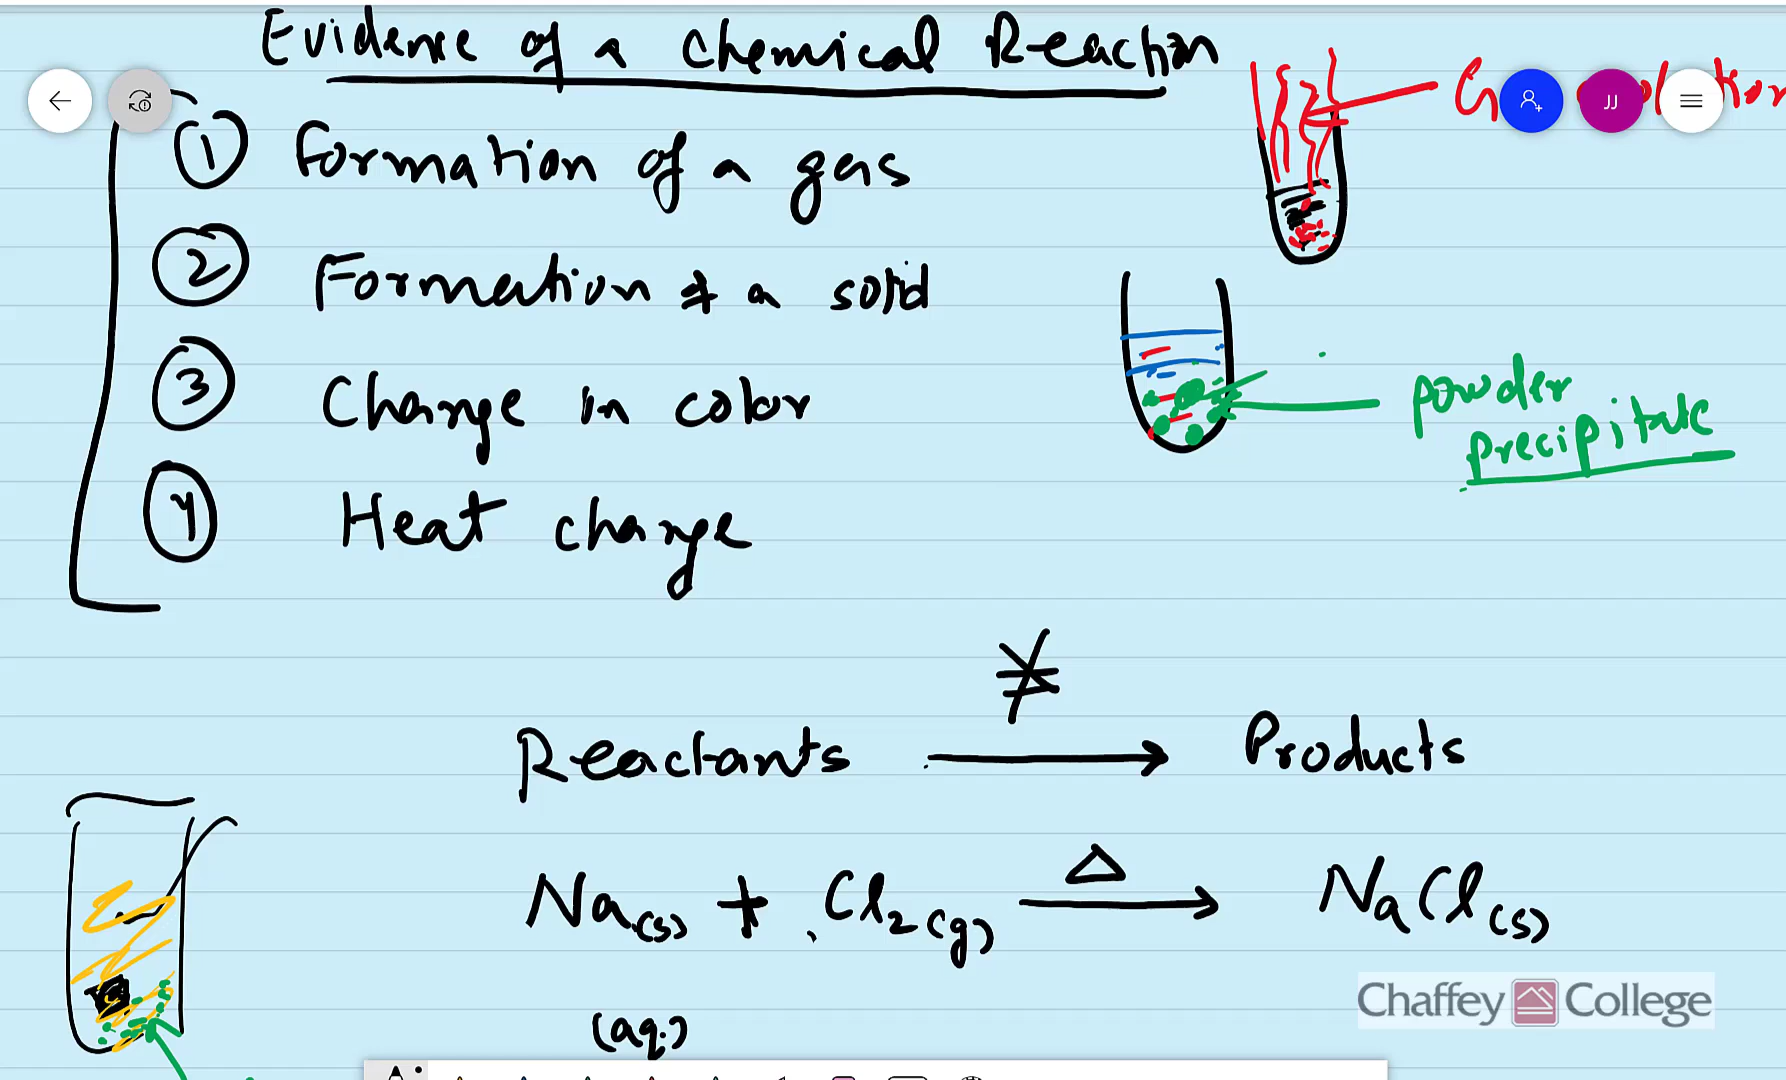 Evidence of a Chemical Reaction
JJ
① Formation of a gas
② Formation of a solid
③ Change in color
powder
precipitate
④ Heat change
Reactants → Products
Na(s) + Cl₂(g) △→ NaCl(s)
Chaffey College
(aq.)